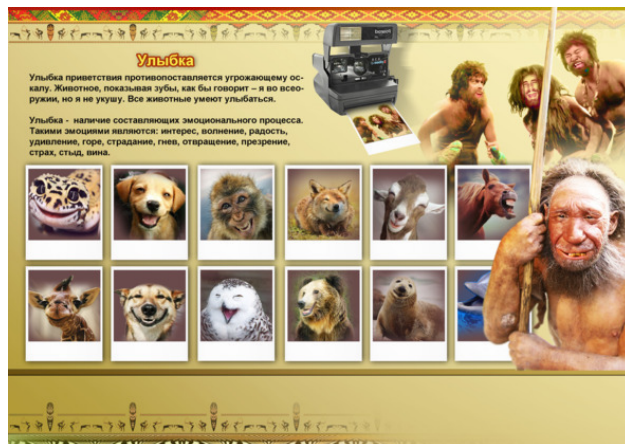 Улыбка
Улыбка приветствия противопоставляется угрожающему ос-
калу. Животное, показывая зубы, как бы говорит – я во всео-
ружии, но я не укушу. Все животные умеют улыбаться.
Улыбка - наличие составляющих эмоционального процесса.
Такими эмоциями являются: интерес, волнение, радость,
удивление, горе, страдание, гнев, отвращение, презрение,
страх, стыд, вина.